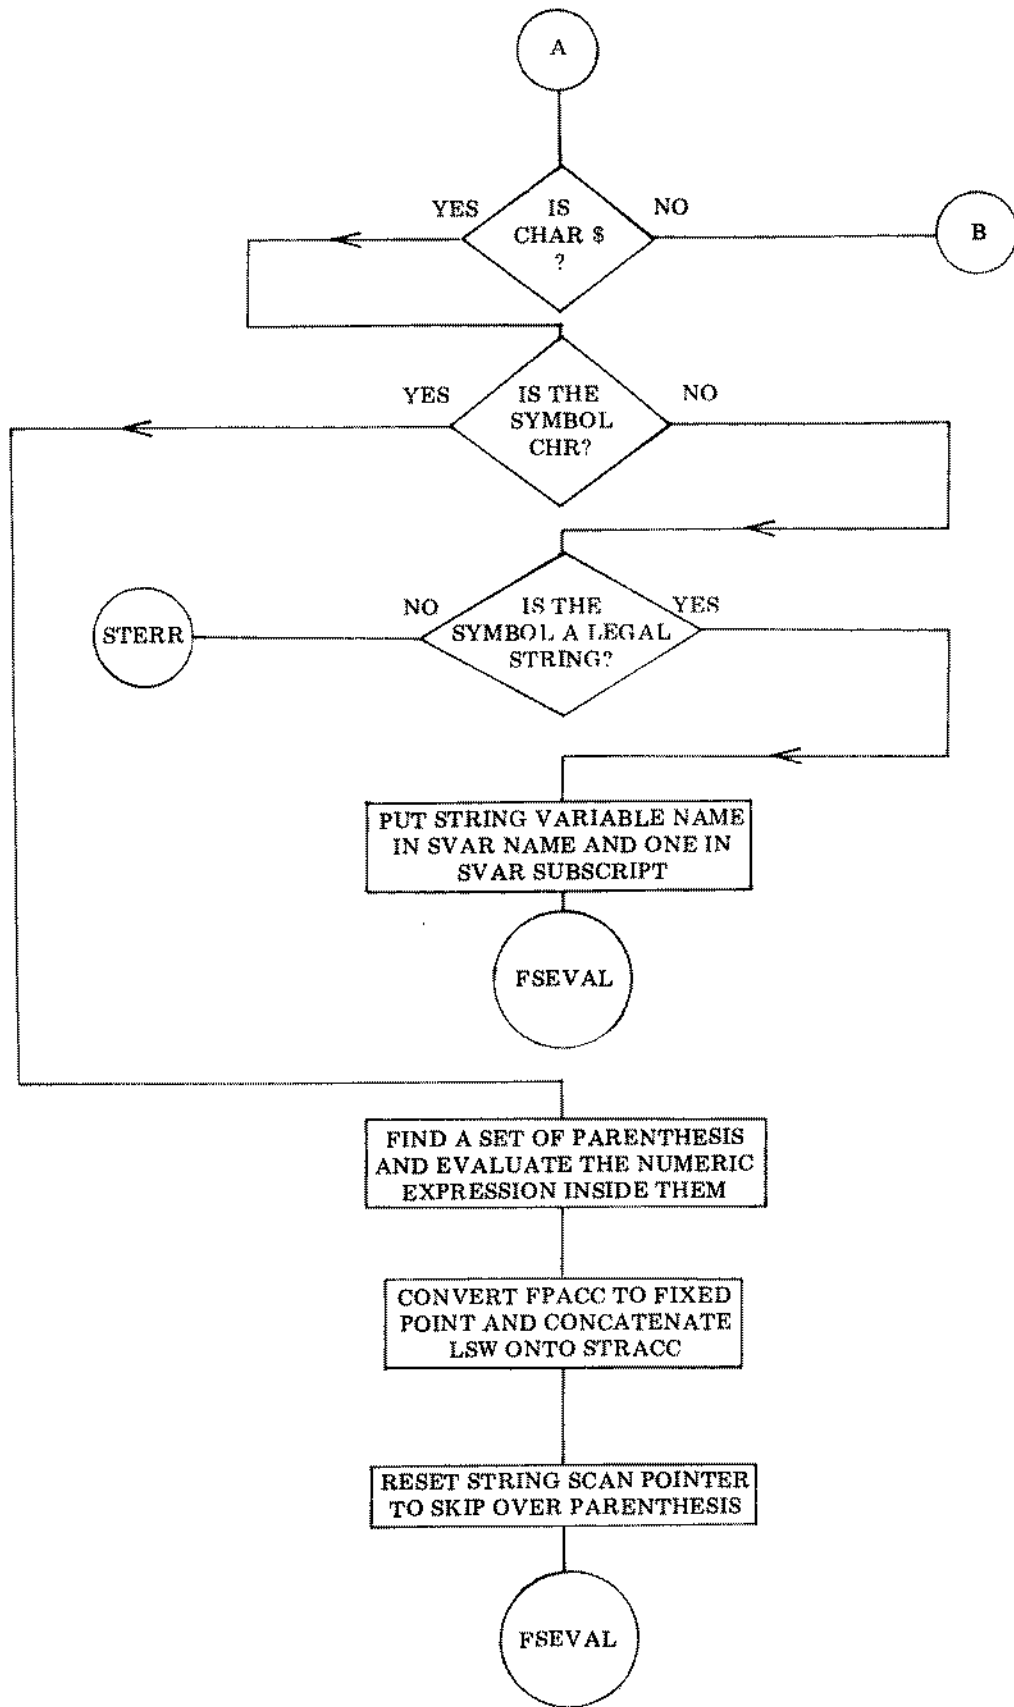 A
YES
IS
CHAR $
?
NO
B
YES
IS THE
SYMBOL
CHR?
NO
STERR
NO
IS THE
SYMBOL A LEGAL
STRING?
YES
PUT STRING VARIABLE NAME
IN SVAR NAME AND ONE IN
SVAR SUBSCRIPT
FSEVAL
FIND A SET OF PARENTHESIS
AND EVALUATE THE NUMERIC
EXPRESSION INSIDE THEM
CONVERT FPACC TO FIXED
POINT AND CONCATENATE
LSW ONTO STRACC
RESET STRING SCAN POINTER
TO SKIP OVER PARENTHESIS
FSEVAL